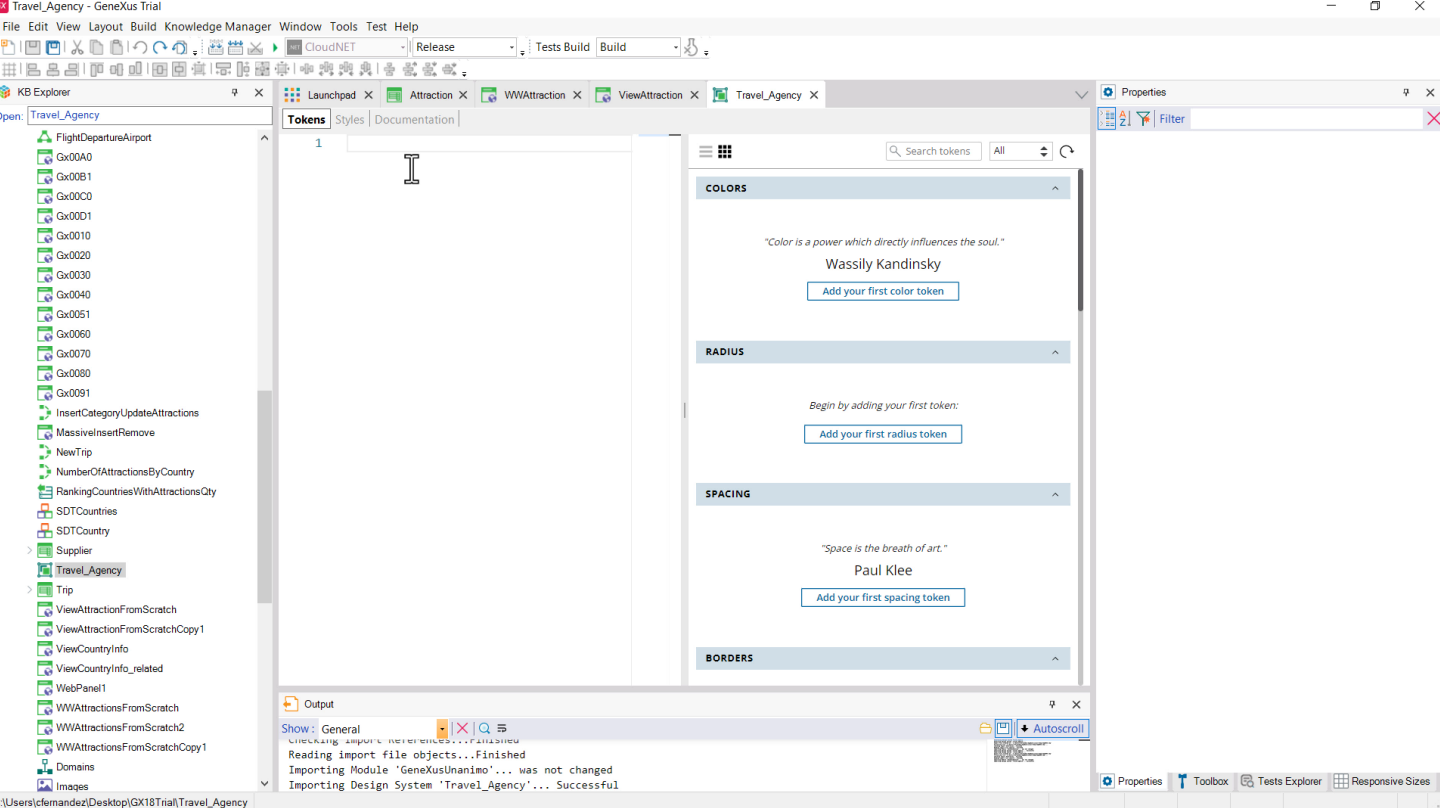 Travel_Agency - GeneXus Trial
File Edit View Layout Build Knowledge Manager Window Tools Test Help
CloudNET Release Tests Build Build
KB Explorer
Open: Travel_Agency
FlightDepartureAirport
Gx00A0
Gx00B1
Gx00C0
Gx00D1
Gx0010
Gx0020
Gx0030
Gx0040
Gx0051
Gx0060
Gx0070
Gx0080
Gx0091
InsertCategoryUpdateAttractions
MassiveInsertRemove
NewTrip
NumberOfAttractionsByCountry
RankingCountriesWithAttractionsQty
SDTCountries
SDTCountry
Supplier
Travel_Agency
Trip
ViewAttractionFromScratch
ViewAttractionFromScratchCopy1
ViewCountryInfo
ViewCountryInfo_related
WebPanel1
WWAttractionsFromScratch
WWAttractionsFromScratch2
WWAttractionsFromScratchCopy1
Domains
Images
:\Users\cfernandez\Desktop\GX18Trial\Travel_Agency
Launchpad Attraction WWAttraction ViewAttraction Travel_Agency
Tokens Styles Documentation
1
Search tokens All
COLORS
"Color is a power which directly influences the soul."
Wassily Kandinsky
Add your first color token
RADIUS
Begin by adding your first token:
Add your first radius token
SPACING
"Space is the breath of art."
Paul Klee
Add your first spacing token
BORDERS
Output
Show: General Autoscroll
Checking import References...Finished
Reading import file objects...Finished
Importing Module 'GeneXusUnanimo'... was not changed
Importing Design System 'Travel_Agency'... Successful
Properties
Filter
Properties Toolbox Tests Explorer Responsive Sizes